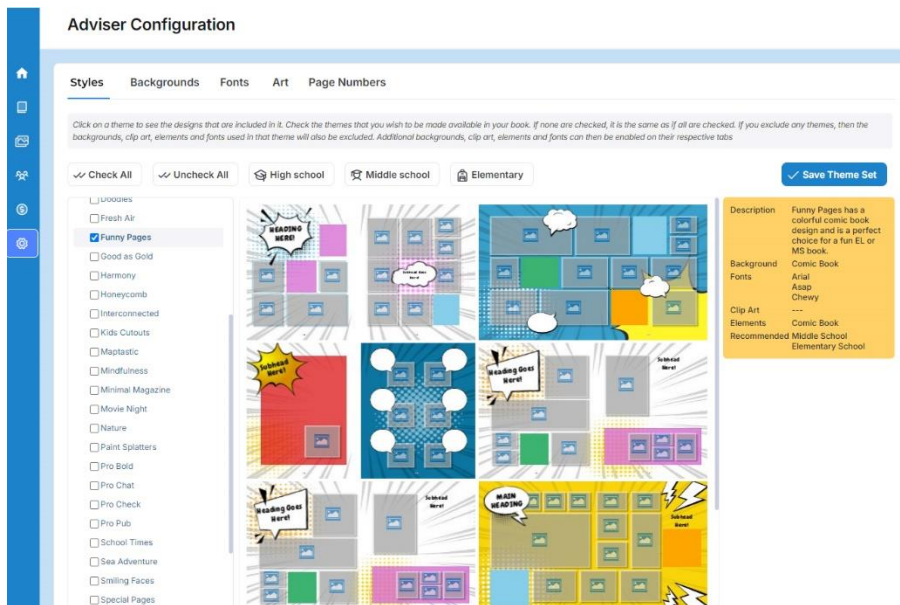 Adviser Configuration
Styles Backgrounds Fonts Art Page Numbers
Click on a theme to see the designs that are included in it. Check the themes that you wish to be made available in your book. If none are checked, it is the same as if all are checked. If you exclude any themes, then the
backgrounds, clip art, elements and fonts used in that theme will also be excluded. Additional backgrounds, clip art, elements and fonts can then be enabled on their respective tabs
Check All Uncheck All High school Middle school Elementary Save Theme Set
Doodles
Fresh Air
Funny Pages
Good as Gold
Harmony
Honeycomb
Interconnected
Kids Cutouts
Maptastic
Mindfulness
Minimal Magazine
Movie Night
Nature
Paint Splatters
Pro Bold
Pro Chat
Pro Check
Pro Pub
School Times
Sea Adventure
Smiling Faces
Special Pages
HEADING
HERE!
Subhead Goes
Here!
Subhead
Here!
Heading Goes
Here!
Subhead
Here!
Heading Goes
Here!
Subhead
Here!
MAIN
HEADING
Subhead
Here!
Description Funny Pages has a
colorful comic book
design and is a perfect
choice for a fun EL or
MS book.
Background Comic Book
Fonts Arial
Asap
Chewy
Clip Art ---
Elements Comic Book
Recommended Middle School
Elementary School